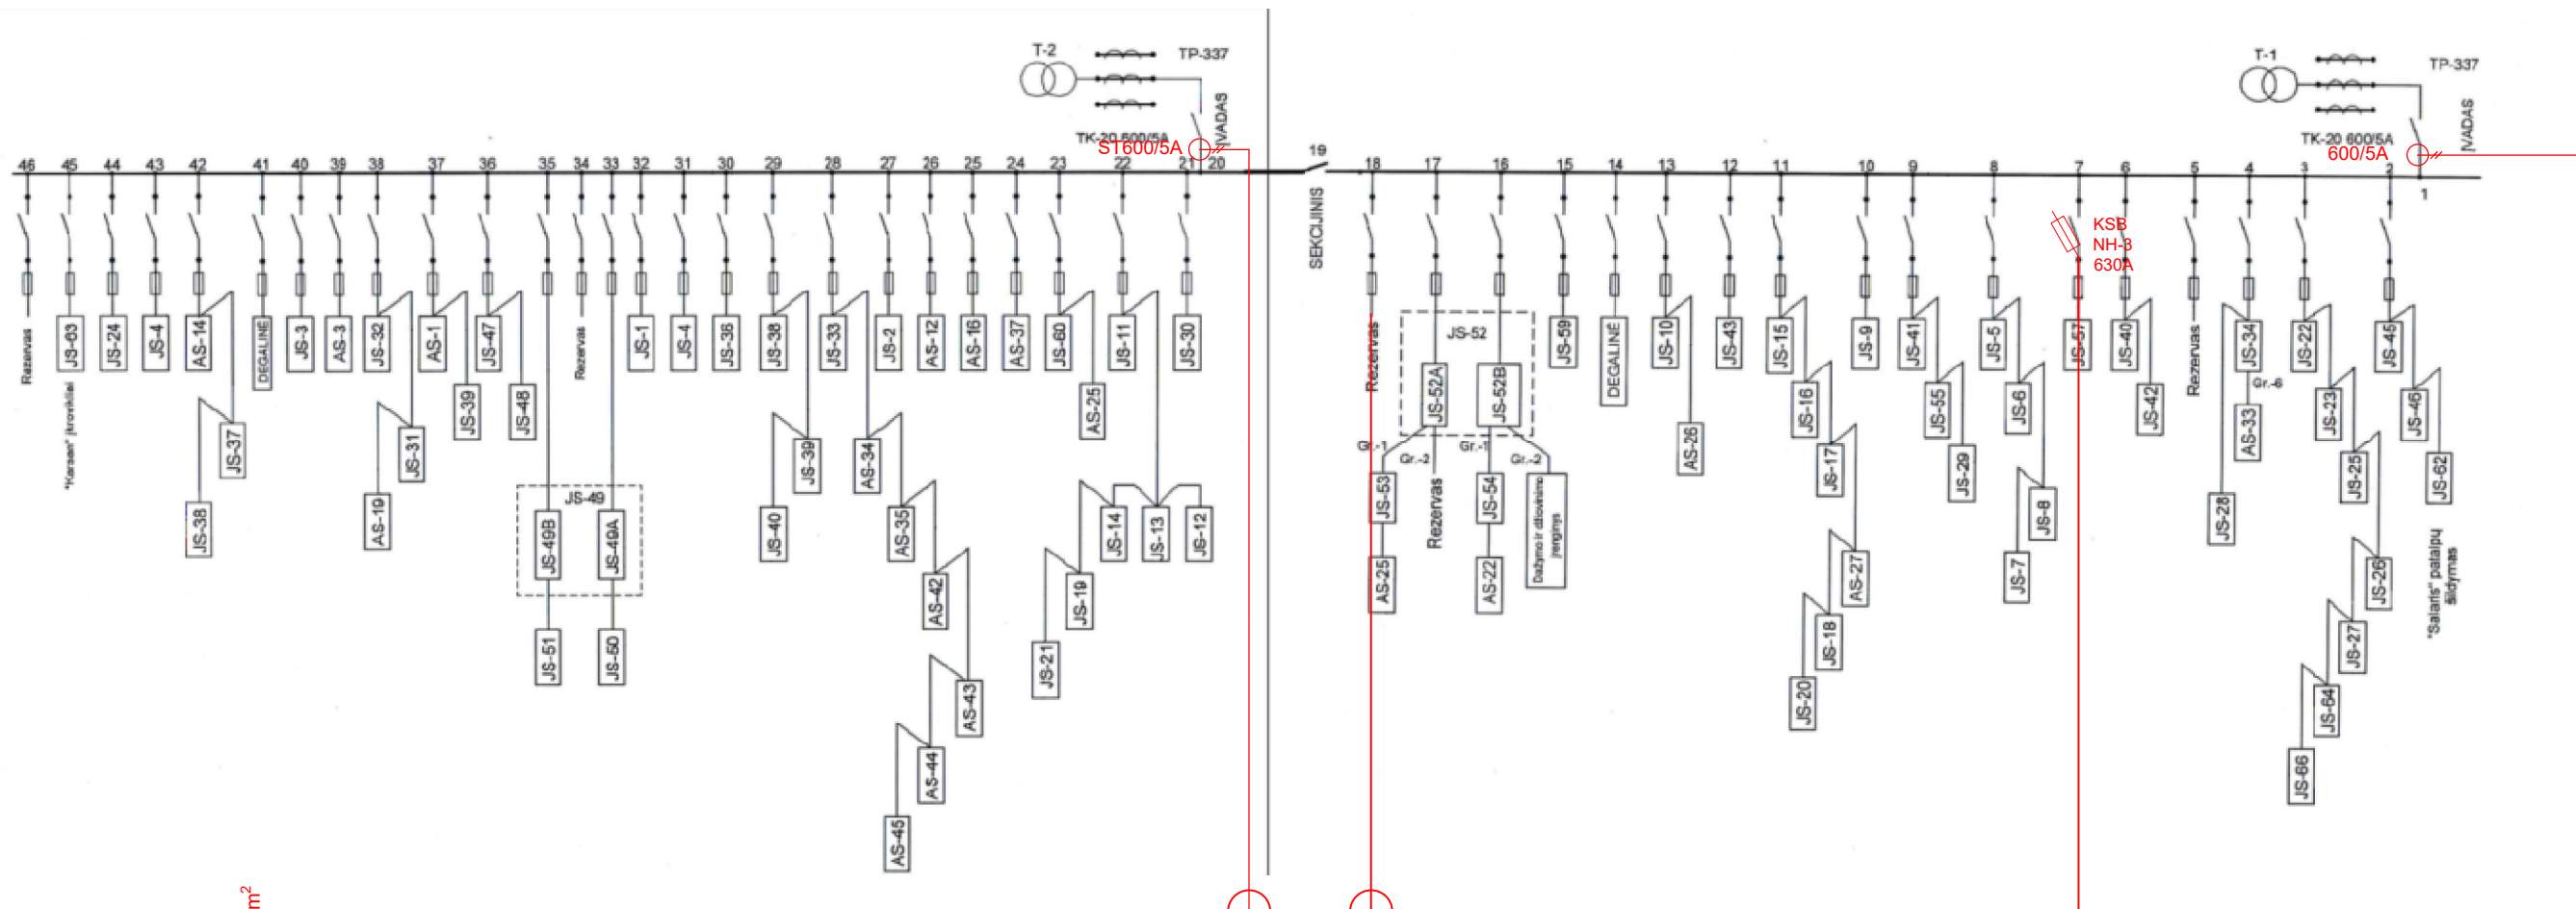 T-2
TP-337
TK-20 600/5A
ST600/5A
ĮVADAS
T-1
TP-337
TK-20 600/5A
600/5A
ĮVADAS
46 45 44 43 42 41 40 39 38 37 36 35 34 33 32 31 30 29 28 27 26 25 24 23 22 21 20
19
18 17 16 15 14 13 12 11 10 9 8 7 6 5 4 3 2
1
SEKCIJINIS
KSB
NH-3
630A
Rezervas
JS-63
"Karsan" įkrovikliai
JS-24
JS-4
AS-14
JS-37
JS-38
DEGALINĖ
JS-3
AS-3
JS-32
JS-31
AS-19
AS-1
JS-39
JS-47
JS-48
JS-49
JS-49B
JS-49A
JS-51
JS-50
Rezervas
JS-1
JS-4
JS-36
JS-38
JS-39
JS-40
JS-33
AS-34
AS-35
AS-42
AS-43
AS-44
AS-45
JS-2
AS-12
AS-16
AS-37
JS-60
AS-25
JS-11
JS-14
JS-13
JS-12
JS-19
JS-21
JS-30
Rezervas
JS-52
JS-52A
JS-52B
Gr.-1
Gr.-2
Gr.-1
Gr.-2
JS-53
Rezervas
JS-54
Dažymo ir džiovinimo
įrenginys
AS-25
AS-22
JS-59
DEGALINĖ
JS-10
AS-26
JS-43
JS-15
JS-16
JS-17
AS-27
JS-18
JS-20
JS-9
JS-41
JS-55
JS-29
JS-5
JS-6
JS-8
JS-7
JS-57
JS-40
JS-42
Rezervas
JS-34
Gr.-6
AS-33
JS-28
JS-22
JS-23
JS-25
JS-26
JS-27
JS-64
JS-66
JS-45
JS-46
JS-62
"Salaris" patalpų
šildymas
m²